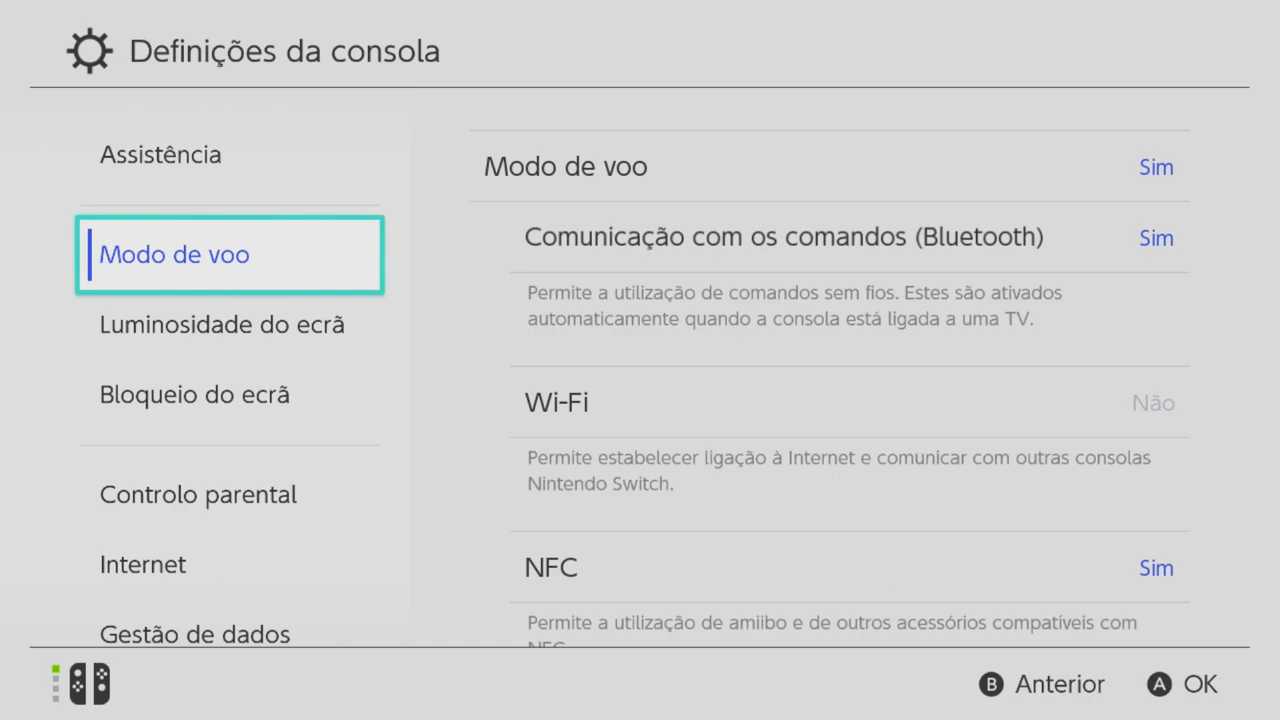 Definições da consola
Assistência
Modo de voo
Luminosidade do ecrã
Bloqueio do ecrã
Controlo parental
Internet
Gestão de dados
Modo de voo Sim
Comunicação com os comandos (Bluetooth) Sim
Permite a utilização de comandos sem fios. Estes são ativados
automaticamente quando a consola está ligada a uma TV.
Wi-Fi Não
Permite estabelecer ligação à Internet e comunicar com outras consolas
Nintendo Switch.
NFC Sim
Permite a utilização de amiibo e de outros acessórios compatíveis com
NFC.
B Anterior A OK